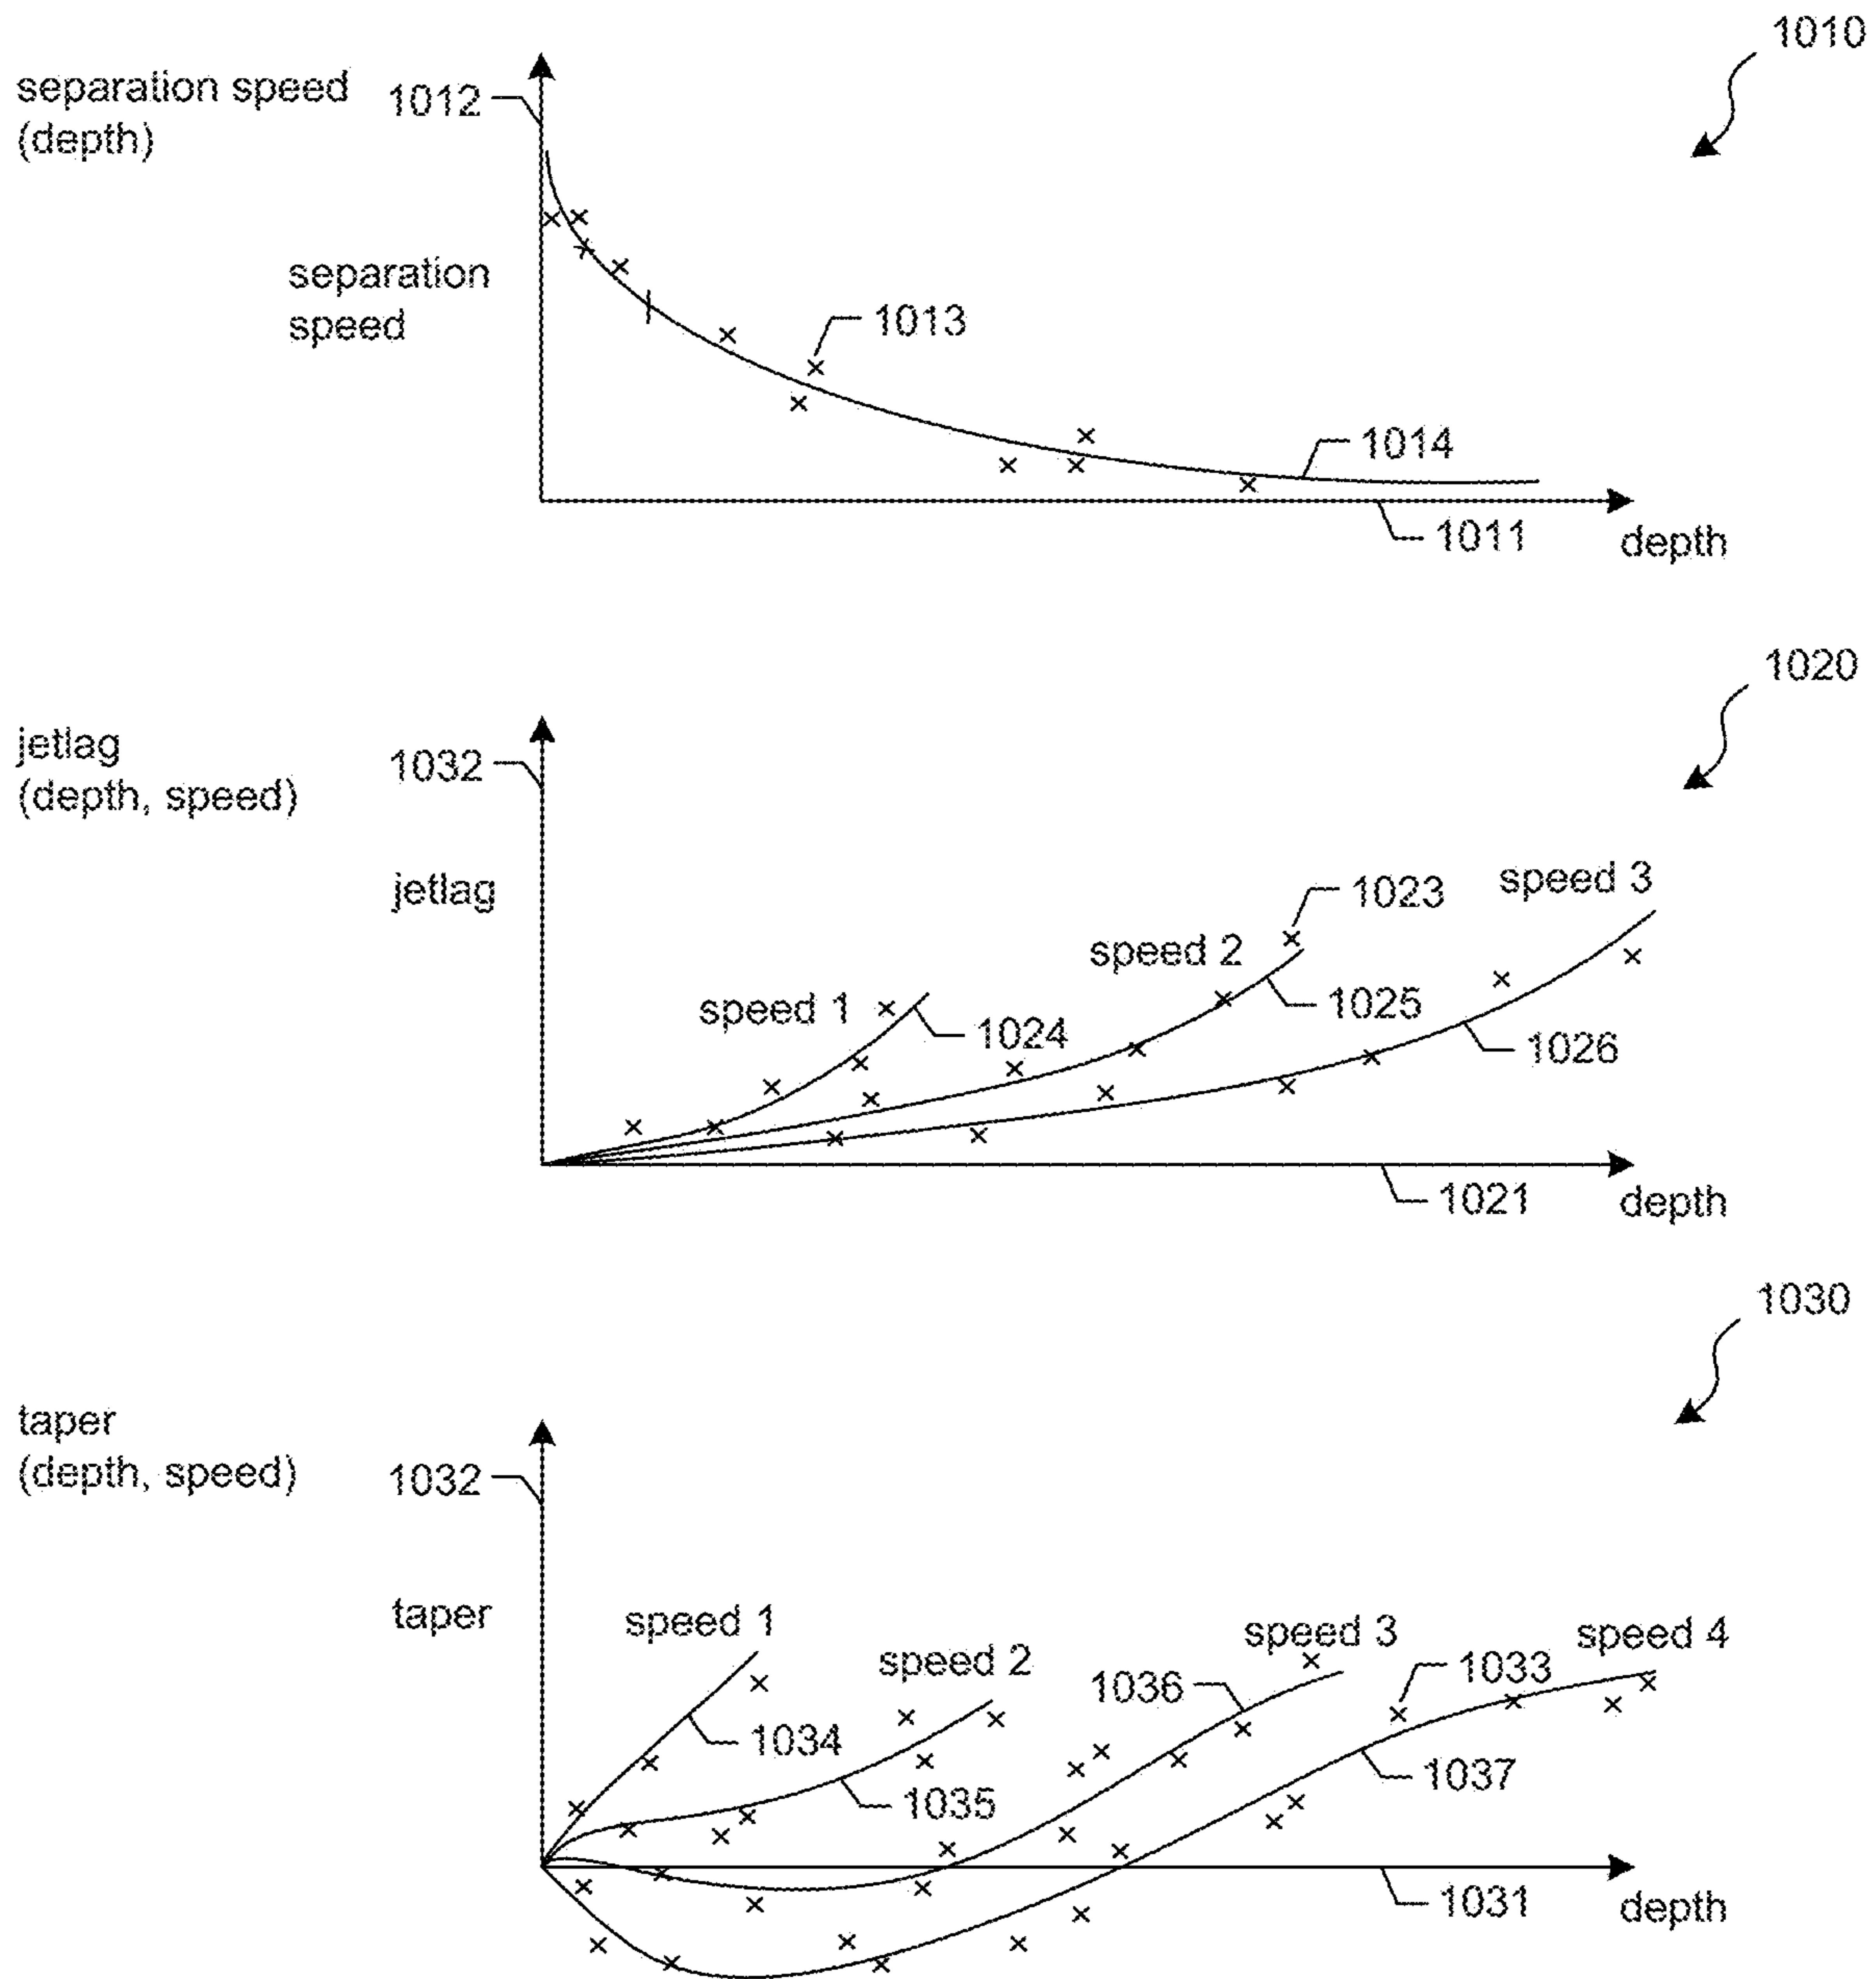 1010
separation speed
(depth)
1012
separation
speed
1013
1014
1011
depth
1020
jetlag
(depth, speed)
1032
jetlag
speed 1
speed 2
speed 3
1023
1024
1025
1026
1021
depth
1030
taper
(depth, speed)
1032
taper
speed 1
speed 2
speed 3
speed 4
1033
1034
1035
1036
1037
1031
depth